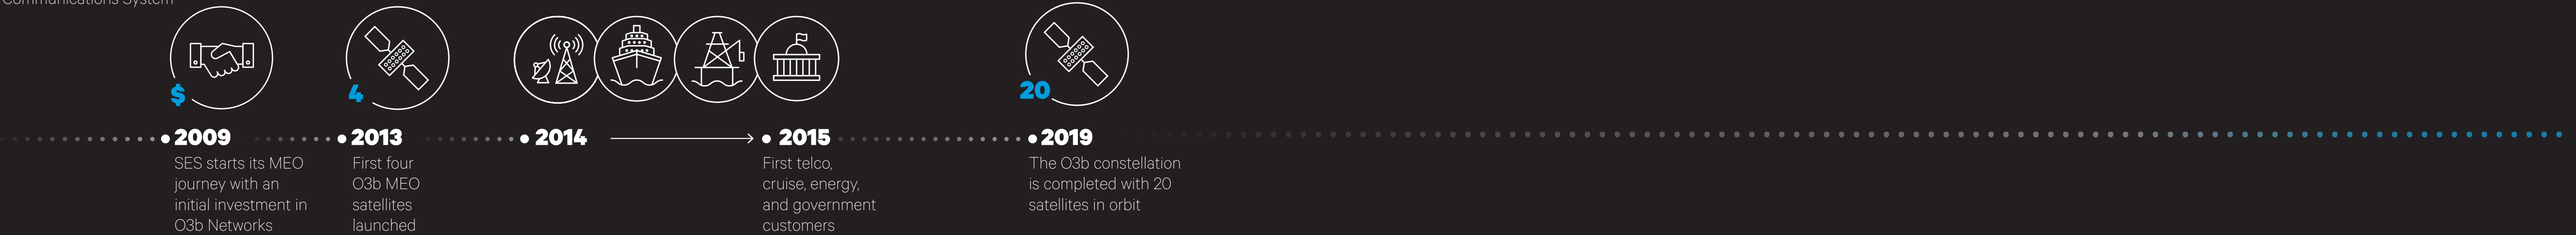 Communications System
$
4
20
2009
2013
2014
2015
2019
SES starts its MEO
journey with an
initial investment in
O3b Networks
First four
O3b MEO
satellites
launched
First telco,
cruise, energy,
and government
customers
The O3b constellation
is completed with 20
satellites in orbit